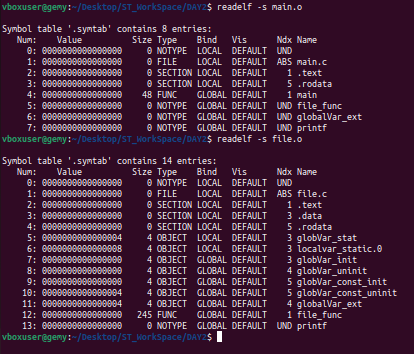 vboxuser@gemy:~/Desktop/ST_WorkSpace/DAY2$ readelf -s main.o

Symbol table '.symtab' contains 8 entries:
   Num:    Value          Size Type    Bind   Vis      Ndx Name
     0: 0000000000000000     0 NOTYPE  LOCAL  DEFAULT  UND
     1: 0000000000000000     0 FILE    LOCAL  DEFAULT  ABS main.c
     2: 0000000000000000     0 SECTION LOCAL  DEFAULT    1 .text
     3: 0000000000000000     0 SECTION LOCAL  DEFAULT    5 .rodata
     4: 0000000000000000    48 FUNC    GLOBAL DEFAULT    1 main
     5: 0000000000000000     0 NOTYPE  GLOBAL DEFAULT  UND file_func
     6: 0000000000000000     0 NOTYPE  GLOBAL DEFAULT  UND globalVar_ext
     7: 0000000000000000     0 NOTYPE  GLOBAL DEFAULT  UND printf
vboxuser@gemy:~/Desktop/ST_WorkSpace/DAY2$ readelf -s file.o

Symbol table '.symtab' contains 14 entries:
   Num:    Value          Size Type    Bind   Vis      Ndx Name
     0: 0000000000000000     0 NOTYPE  LOCAL  DEFAULT  UND
     1: 0000000000000000     0 FILE    LOCAL  DEFAULT  ABS file.c
     2: 0000000000000000     0 SECTION LOCAL  DEFAULT    1 .text
     3: 0000000000000000     0 SECTION LOCAL  DEFAULT    3 .data
     4: 0000000000000000     0 SECTION LOCAL  DEFAULT    5 .rodata
     5: 0000000000000004     4 OBJECT  LOCAL  DEFAULT    3 globVar_stat
     6: 0000000000000008     4 OBJECT  LOCAL  DEFAULT    3 localvar_static.0
     7: 0000000000000000     4 OBJECT  GLOBAL DEFAULT    3 globVar_init
     8: 0000000000000000     4 OBJECT  GLOBAL DEFAULT    4 globVar_uninit
     9: 0000000000000000     4 OBJECT  GLOBAL DEFAULT    5 globVar_const_init
    10: 0000000000000004     4 OBJECT  GLOBAL DEFAULT    5 globVar_const_uninit
    11: 0000000000000004     4 OBJECT  GLOBAL DEFAULT    4 globalVar_ext
    12: 0000000000000000   245 FUNC    GLOBAL DEFAULT    1 file_func
    13: 0000000000000000     0 NOTYPE  GLOBAL DEFAULT  UND printf
vboxuser@gemy:~/Desktop/ST_WorkSpace/DAY2$